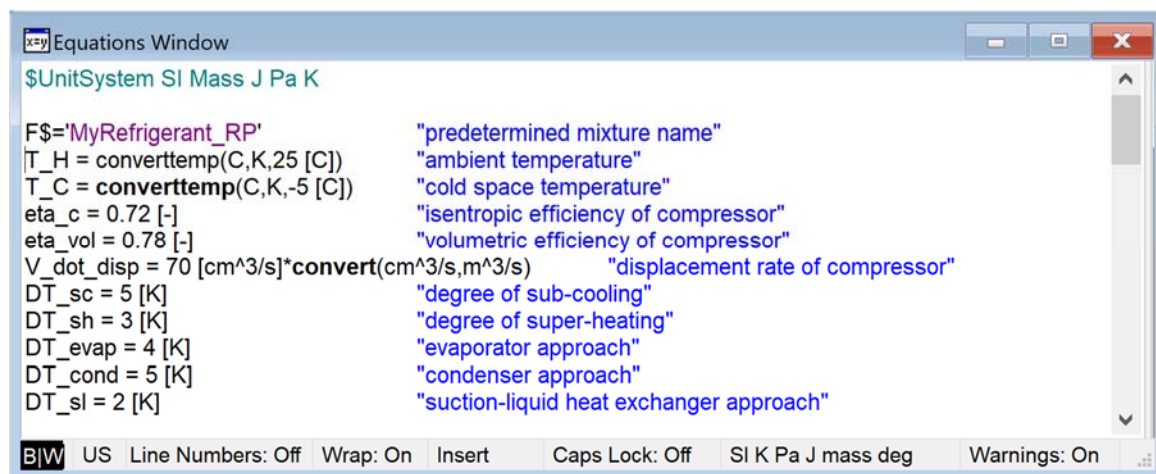 x=y Equations Window
$UnitSystem SI Mass J Pa K
F$='MyRefrigerant_RP' "predetermined mixture name"
T_H = converttemp(C,K,25 [C]) "ambient temperature"
T_C = converttemp(C,K,-5 [C]) "cold space temperature"
eta_c = 0.72 [-] "isentropic efficiency of compressor"
eta_vol = 0.78 [-] "volumetric efficiency of compressor"
V_dot_disp = 70 [cm^3/s]*convert(cm^3/s,m^3/s) "displacement rate of compressor"
DT_sc = 5 [K] "degree of sub-cooling"
DT_sh = 3 [K] "degree of super-heating"
DT_evap = 4 [K] "evaporator approach"
DT_cond = 5 [K] "condenser approach"
DT_sl = 2 [K] "suction-liquid heat exchanger approach"
B|W US Line Numbers: Off Wrap: On Insert Caps Lock: Off SI K Pa J mass deg Warnings: On